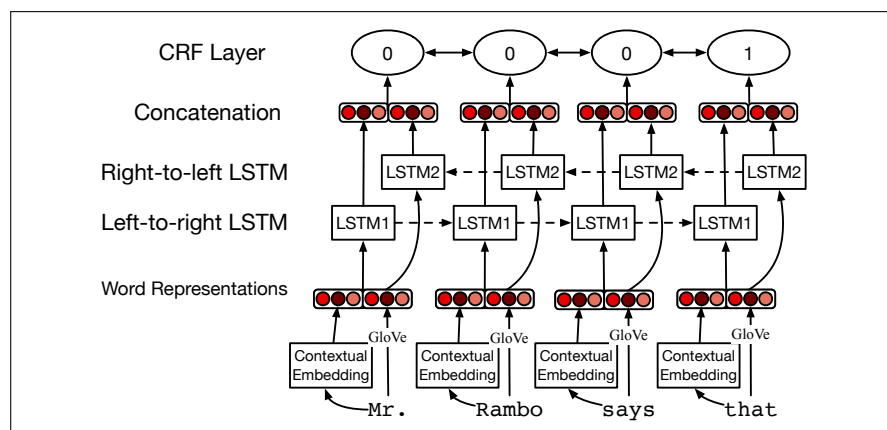 CRF Layer 0 0 0 1
Concatenation
Right-to-left LSTM LSTM2 LSTM2 LSTM2 LSTM2
Left-to-right LSTM LSTM1 LSTM1 LSTM1 LSTM1
Word Representations
GloVe GloVe GloVe GloVe
Contextual Contextual Contextual Contextual
Embedding Embedding Embedding Embedding
Mr. Rambo says that